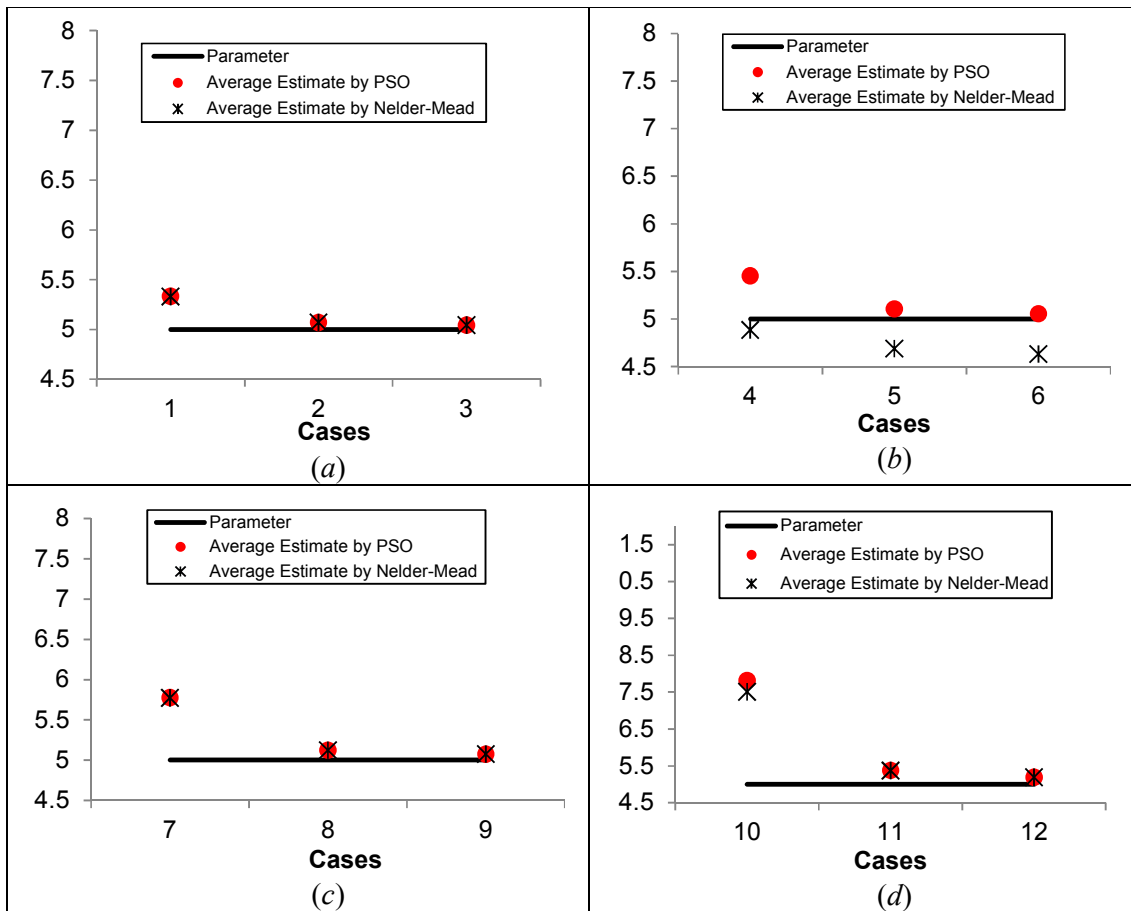 8
7.5
7
6.5
6
5.5
5
4.5
Parameter
Average Estimate by PSO
Average Estimate by Nelder-Mead
1 2 3
Cases
(a)
8
7.5
7
6.5
6
5.5
5
4.5
Parameter
Average Estimate by PSO
Average Estimate by Nelder-Mead
4 5 6
Cases
(b)
8
7.5
7
6.5
6
5.5
5
4.5
Parameter
Average Estimate by PSO
Average Estimate by Nelder-Mead
7 8 9
Cases
(c)
1.5
0.5
9.5
8.5
7.5
6.5
5.5
4.5
Parameter
Average Estimate by PSO
Average Estimate by Nelder-Mead
10 11 12
Cases
(d)